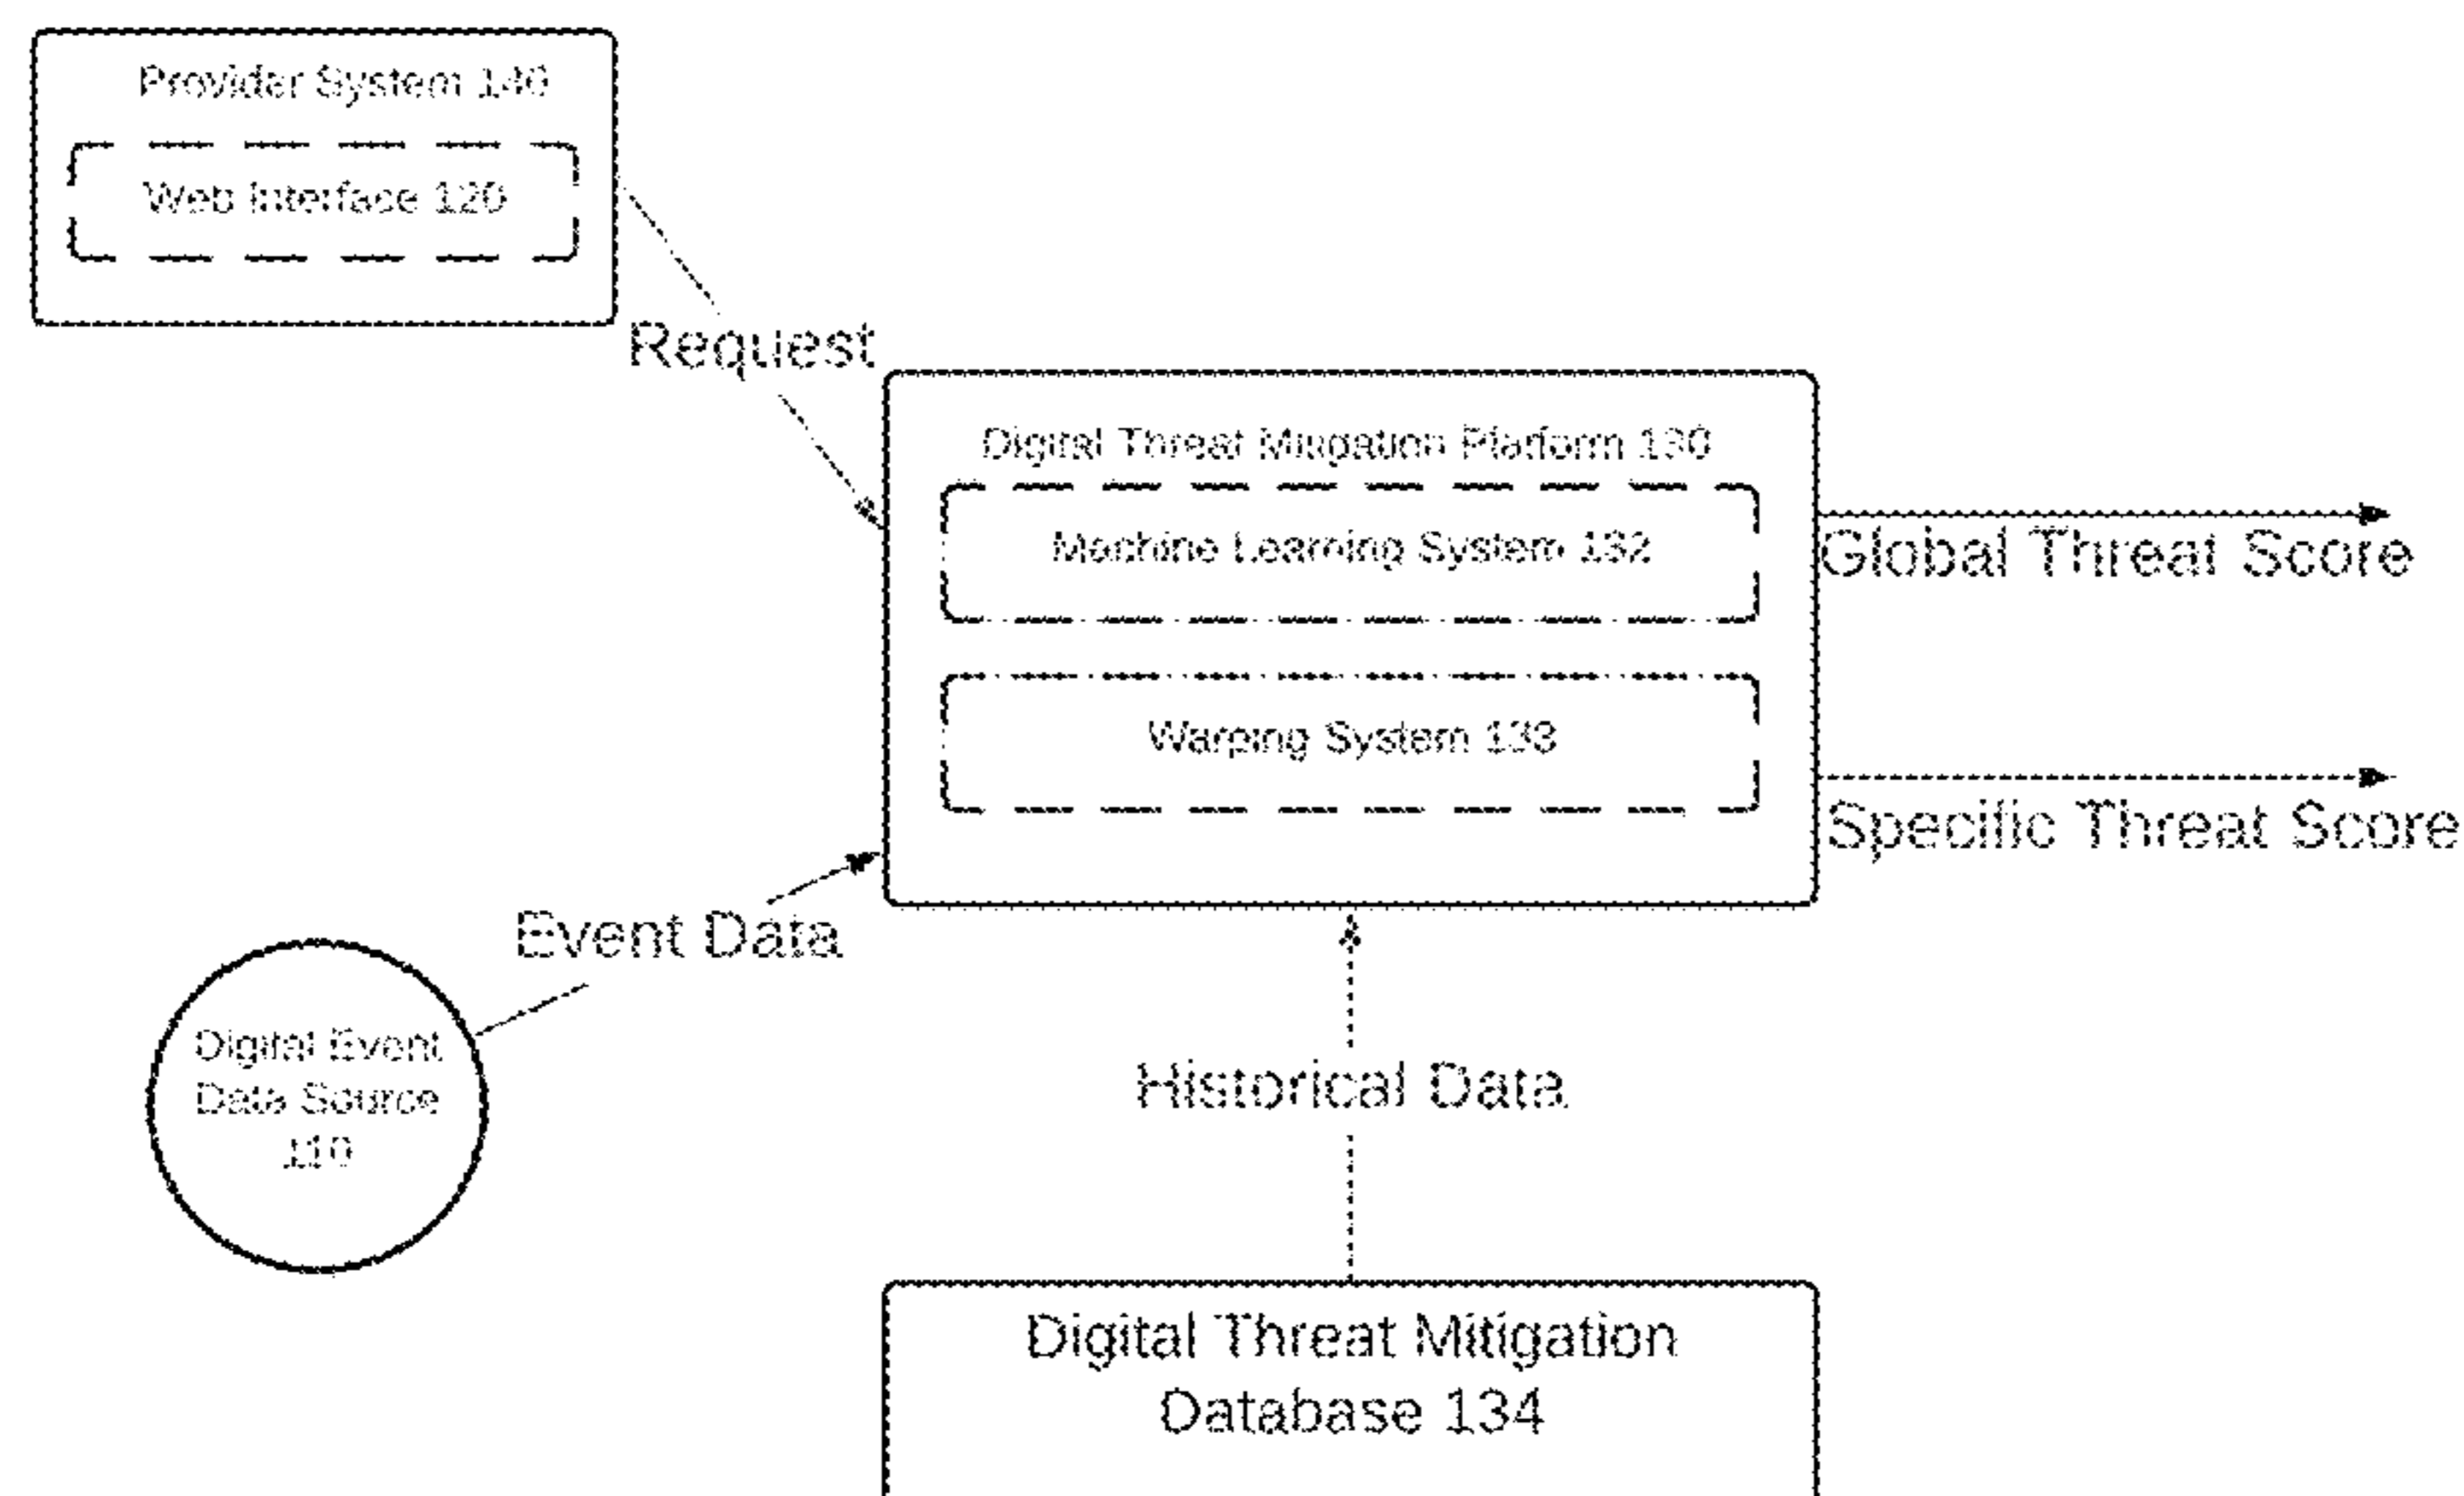 Provider System 140
Web Interface 120
Request
Digital Threat Mitigation Platform 130
Machine Learning System 132
Global Threat Score
Warping System 133
Specific Threat Score
Event Data
Digital Event
Data Source
110
Historical Data
Digital Threat Mitigation
Database 134